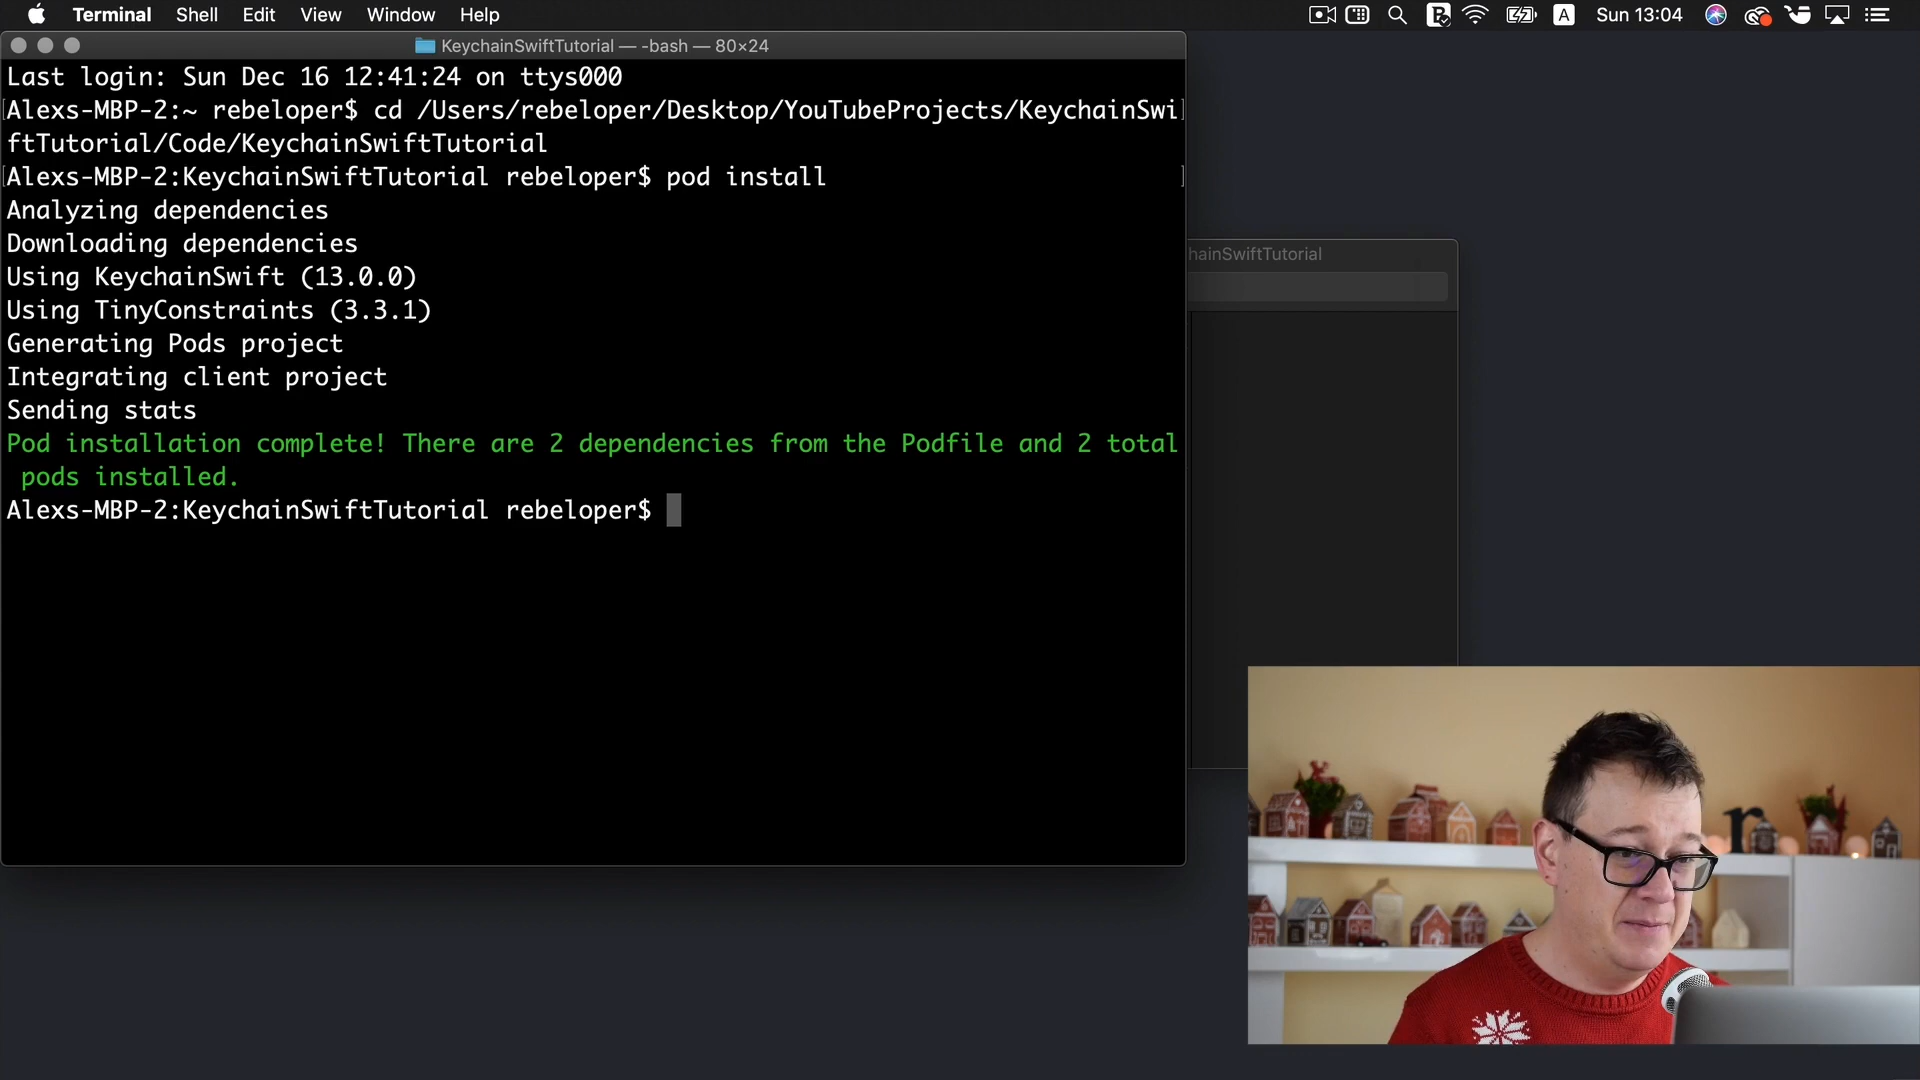 Terminal Shell Edit View Window Help A Sun 13:04
KeychainSwiftTutorial — -bash — 80×24
Last login: Sun Dec 16 12:41:24 on ttys000
[Alexs-MBP-2:~ rebeloper$ cd /Users/rebeloper/Desktop/YouTubeProjects/KeychainSwi]
ftTutorial/Code/KeychainSwiftTutorial
[Alexs-MBP-2:KeychainSwiftTutorial rebeloper$ pod install ]
Analyzing dependencies
Downloading dependencies
Using KeychainSwift (13.0.0)
Using TinyConstraints (3.3.1)
Generating Pods project
Integrating client project
Sending stats
Pod installation complete! There are 2 dependencies from the Podfile and 2 total
pods installed.
Alexs-MBP-2:KeychainSwiftTutorial rebeloper$
hainSwiftTutorial
r